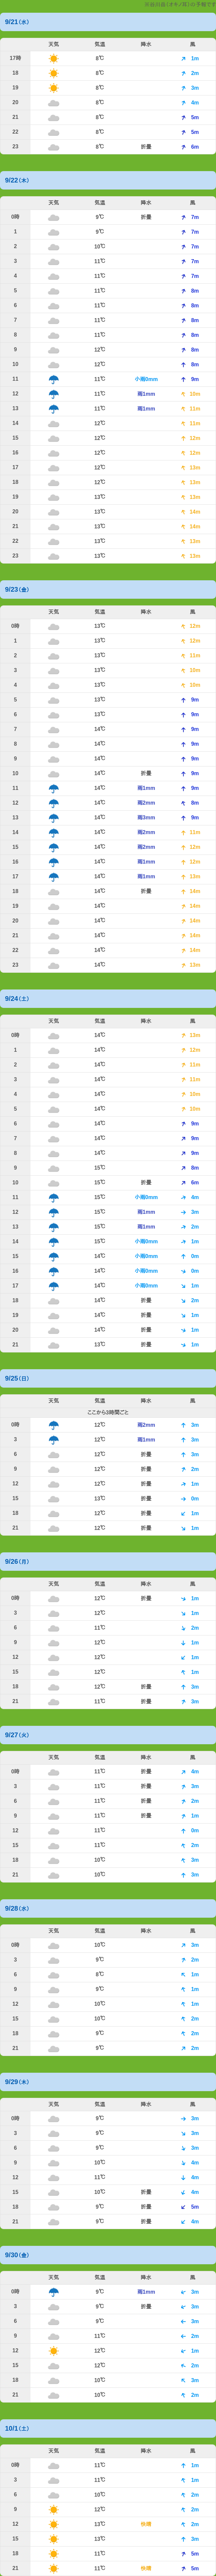 9/21(水)
天気 気温 降水 風
17時 8℃ 1m
18 8℃ 2m
19 8℃ 3m
20 8℃ 4m
21 8℃ 5m
22 8℃ 5m
23 8℃ 折畳 6m
9/22(木)
天気 気温 降水 風
0時 9℃ 折畳 7m
1 9℃ 7m
2 10℃ 7m
3 11℃ 7m
4 11℃ 7m
5 11℃ 8m
6 11℃ 8m
7 11℃ 8m
8 11℃ 8m
9 12℃ 8m
10 12℃ 8m
11 11℃ 小雨0mm 9m
12 11℃ 雨1mm 10m
13 11℃ 雨1mm 11m
14 12℃ 11m
15 12℃ 12m
16 12℃ 12m
17 12℃ 13m
18 12℃ 13m
19 13℃ 13m
20 13℃ 14m
21 13℃ 14m
22 13℃ 13m
23 13℃ 13m
9/23(金)
天気 気温 降水 風
0時 13℃ 12m
1 13℃ 12m
2 13℃ 11m
3 13℃ 10m
4 13℃ 10m
5 13℃ 9m
6 13℃ 9m
7 14℃ 9m
8 14℃ 9m
9 14℃ 9m
10 14℃ 折畳 9m
11 14℃ 雨1mm 9m
12 14℃ 雨2mm 8m
13 14℃ 雨3mm 9m
14 14℃ 雨2mm 11m
15 14℃ 雨2mm 12m
16 14℃ 雨1mm 12m
17 14℃ 雨1mm 13m
18 14℃ 折畳 14m
19 14℃ 14m
20 14℃ 14m
21 14℃ 14m
22 14℃ 14m
23 14℃ 13m
9/24(土)
天気 気温 降水 風
0時 14℃ 13m
1 14℃ 12m
2 14℃ 11m
3 14℃ 11m
4 14℃ 10m
5 14℃ 10m
6 14℃ 9m
7 14℃ 9m
8 14℃ 9m
9 15℃ 8m
10 15℃ 折畳 6m
11 15℃ 小雨0mm 4m
12 15℃ 雨1mm 3m
13 15℃ 雨1mm 2m
14 15℃ 小雨0mm 1m
15 14℃ 小雨0mm 0m
16 14℃ 小雨0mm 0m
17 14℃ 小雨0mm 1m
18 14℃ 折畳 2m
19 14℃ 折畳 1m
20 14℃ 折畳 1m
21 13℃ 折畳 1m
9/25(日)
天気 気温 降水 風
ここから3時間ごと
0時 12℃ 雨2mm 3m
3 12℃ 雨1mm 3m
6 12℃ 折畳 3m
9 12℃ 折畳 2m
12 12℃ 折畳 1m
15 13℃ 折畳 0m
18 12℃ 折畳 1m
21 12℃ 折畳 1m
9/26(月)
天気 気温 降水 風
0時 12℃ 折畳 1m
3 12℃ 1m
6 11℃ 2m
9 12℃ 1m
12 12℃ 2m
15 12℃ 1m
18 12℃ 折畳 3m
21 11℃ 折畳 3m
9/27(火)
天気 気温 降水 風
0時 11℃ 折畳 4m
3 11℃ 折畳 3m
6 11℃ 折畳 2m
9 11℃ 折畳 1m
12 11℃ 0m
15 11℃ 2m
18 10℃ 3m
21 10℃ 3m
9/28(水)
天気 気温 降水 風
0時 10℃ 3m
3 9℃ 2m
6 8℃ 1m
9 9℃ 1m
12 10℃ 1m
15 10℃ 2m
18 9℃ 2m
21 9℃ 2m
9/29(木)
天気 気温 降水 風
0時 9℃ 3m
3 9℃ 3m
6 9℃ 3m
9 10℃ 4m
12 11℃ 4m
15 10℃ 折畳 4m
18 9℃ 折畳 5m
21 9℃ 折畳 4m
9/30(金)
天気 気温 降水 風
0時 9℃ 雨1mm 3m
3 9℃ 折畳 3m
6 9℃ 3m
9 11℃ 2m
12 12℃ 1m
15 12℃ 2m
18 10℃ 3m
21 10℃ 2m
10/1(土)
天気 気温 降水 風
0時 11℃ 1m
3 11℃ 1m
6 10℃ 2m
9 12℃ 2m
12 13℃ 快晴 2m
15 13℃ 3m
18 11℃ 5m
21 11℃ 快晴 5m